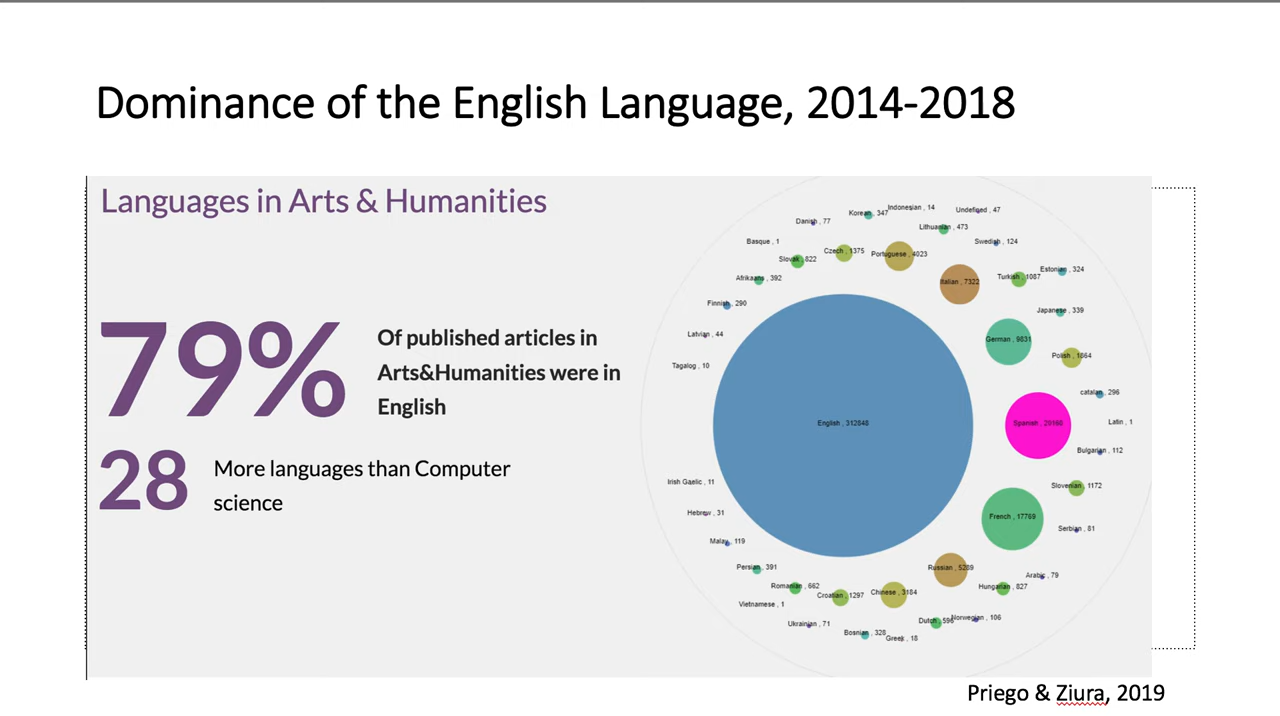 Dominance of the English Language, 2014-2018
Languages in Arts & Humanities
79%
Of published articles in
Arts&Humanities were in
English
28
More languages than Computer
science
Indonesian , 14
Undefined , 47
Korean , 347
Danish , 77
Lithuanian , 473
Swedish , 124
Basque , 1
Czech , 1375
Portuguese , 4023
Slovak , 822
Estonian , 324
Turkish , 1087
Afrikaans , 392
Italian , 7322
Finnish , 290
Japanese , 339
Latvian , 44
German , 9831
Polish , 1864
Tagalog , 10
catalan , 296
English , 312848
Spanish , 20160
Latin , 1
Bulgarian , 112
Irish Gaelic , 11
Slovenian , 1172
Hebrew , 31
French , 17769
Serbian , 81
Malay , 119
Persian , 391
Russian , 5289
Arabic , 79
Romanian , 662
Hungarian , 827
Croatian , 1297
Chinese , 3184
Vietnamese , 1
Norwegian , 106
Ukrainian , 71
Dutch , 596
Bosnian , 328
Greek , 18
Priego & Ziura, 2019